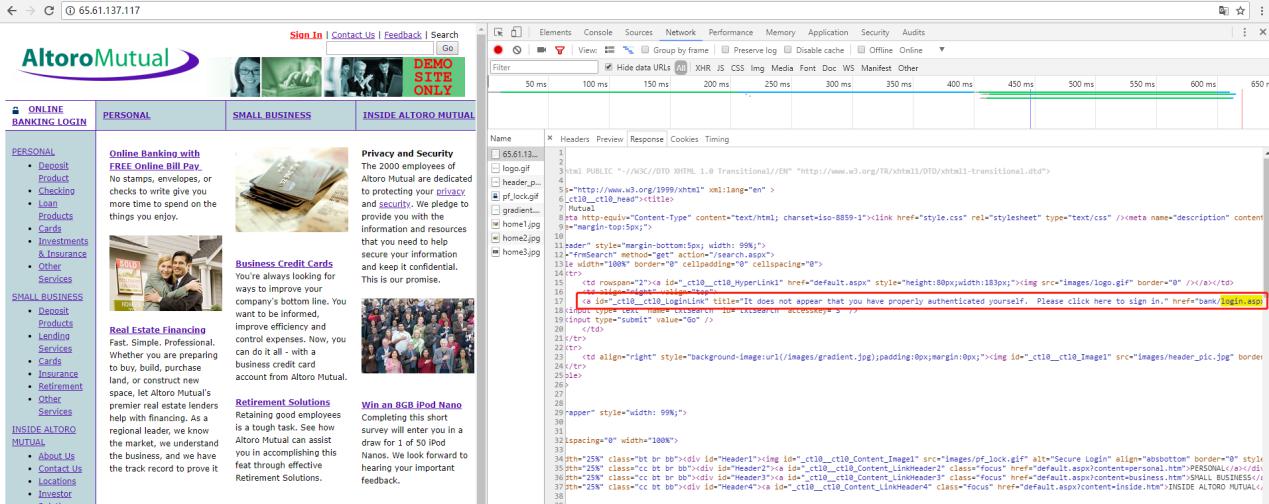 65.61.137.117
Sign In | Contact Us | Feedback | Search
Go
AltoroMutual
DEMO
SITE
ONLY
ONLINE
BANKING LOGIN
PERSONAL
SMALL BUSINESS
INSIDE ALTORO MUTUAL
PERSONAL
Deposit
Product
Checking
Loan
Products
Cards
Investments
& Insurance
Other
Services
SMALL BUSINESS
Deposit
Products
Lending
Services
Cards
Insurance
Retirement
Other
Services
INSIDE ALTORO
MUTUAL
About Us
Contact Us
Locations
Investor
Online Banking with
FREE Online Bill Pay
No stamps, envelopes, or
checks to write give you
more time to spend on the
things you enjoy.
SOLD
Real Estate Financing
Fast. Simple. Professional.
Whether you are preparing
to buy, build, purchase
land, or construct new
space, let Altoro Mutual's
premier real estate lenders
help with financing. As a
regional leader, we know
the market, we understand
the business, and we have
the track record to prove it
Business Credit Cards
You're always looking for
ways to improve your
company's bottom line. You
want to be informed,
improve efficiency and
control expenses. Now, you
can do it all - with a
business credit card
account from Altoro Mutual.
Retirement Solutions
Retaining good employees
is a tough task. See how
Altoro Mutual can assist
you in accomplishing this
feat through effective
Retirement Solutions.
Privacy and Security
The 2000 employees of
Altoro Mutual are dedicated
to protecting your privacy
and security. We pledge to
provide you with the
information and resources
that you need to help
secure your information
and keep it confidential.
This is our promise.
Win an 8GB iPod Nano
Completing this short
survey will enter you in a
draw for 1 of 50 iPod
Nanos. We look forward to
hearing your important
feedback.
Elements Console Sources Network Performance Memory Application Security Audits
View: Group by frame Preserve log Disable cache Offline Online
Filter Hide data URLs All XHR JS CSS Img Media Font Doc WS Manifest Other
50 ms 100 ms 150 ms 200 ms 250 ms 300 ms 350 ms 400 ms 450 ms 500 ms 550 ms 600 ms 650 m
Name
65.61.13...
logo.gif
header_p...
pf_lock.gif
gradient....
home1.jpg
home2.jpg
home3.jpg
× Headers Preview Response Cookies Timing
1
2
3 html PUBLIC "-//W3C//DTD XHTML 1.0 Transitional//EN" "http://www.w3.org/TR/xhtml1/DTD/xhtml1-transitional.dtd">
4
5 s="http://www.w3.org/1999/xhtml" xml:lang="en" >
6 _ctl0__ctl0_head"><title>
7 Mutual
8 eta http-equiv="Content-Type" content="text/html; charset=iso-8859-1"><link href="style.css" rel="stylesheet" type="text/css" /><meta name="description" content
9 e="margin-top:5px;">
10
11 eader" style="margin-bottom:5px; width: 99%;">
12 ="frmSearch" method="get" action="/search.aspx">
13 le width="100%" border="0" cellpadding="0" cellspacing="0">
14 <tr>
15 <td rowspan="2"><a id="_ctl0__ctl0_HyperLink1" href="default.aspx" style="height:80px;width:183px;"><img src="images/logo.gif" border="0" /></a></td>
16 <td align="right" valign="top">
17 <a id="_ctl0__ctl0_LoginLink" title="It does not appear that you have properly authenticated yourself. Please click here to sign in." href="bank/login.asp
18 <input type="text" name="txtSearch" id="txtSearch" accesskey="S" />
19 <input type="submit" value="Go" />
20 </td>
21 </tr>
22 <tr>
23 <td align="right" style="background-image:url(/images/gradient.jpg);padding:0px;margin:0px;"><img id="_ctl0__ctl0_Image1" src="images/header_pic.jpg" border
24 </tr>
25 ble>
26 >
27
28
29
30 rapper" style="width: 99%;">
31
32 lspacing="0" width="100%">
33
34 dth="25%" class="bt br bb"><div id="Header1"><img id="_ctl0__ctl0_Content_Image1" src="images/pf_lock.gif" alt="Secure Login" align="absbottom" border="0" style
35 dth="25%" class="cc bt br bb"><div id="Header2"><a id="_ctl0__ctl0_Content_LinkHeader2" class="focus" href="default.aspx?content=personal.htm">PERSONAL</a></div
36 dth="25%" class="cc bt br bb"><div id="Header3"><a id="_ctl0__ctl0_Content_LinkHeader3" class="focus" href="default.aspx?content=business.htm">SMALL BUSINESS</
37 dth="25%" class="cc bt br bb"><div id="Header4"><a id="_ctl0__ctl0_Content_LinkHeader4" class="focus" href="default.aspx?content=inside.htm">INSIDE ALTORO MUTUAL</
38